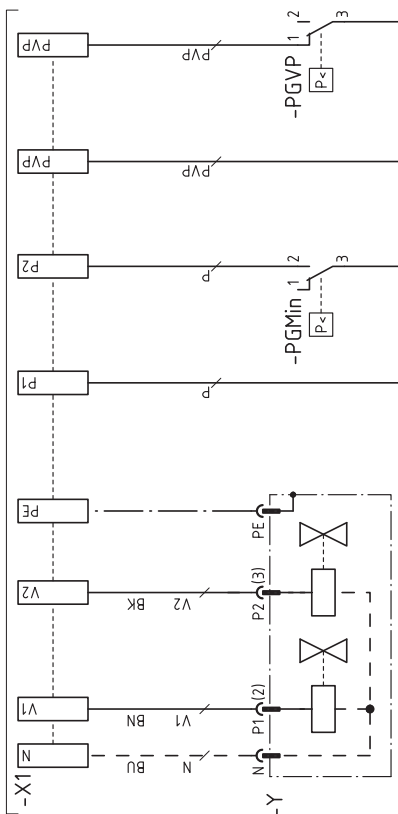 -X1
N
V1
V2
PE
P1
P2
PVP
PVP
BU
N
BN
V1
BK
V2
P
P
PVP
PVP
-Y
N
P1
(2)
P2
(3)
PE
-PGMin
1
2
3
P<
-PGVP
1
2
3
P<